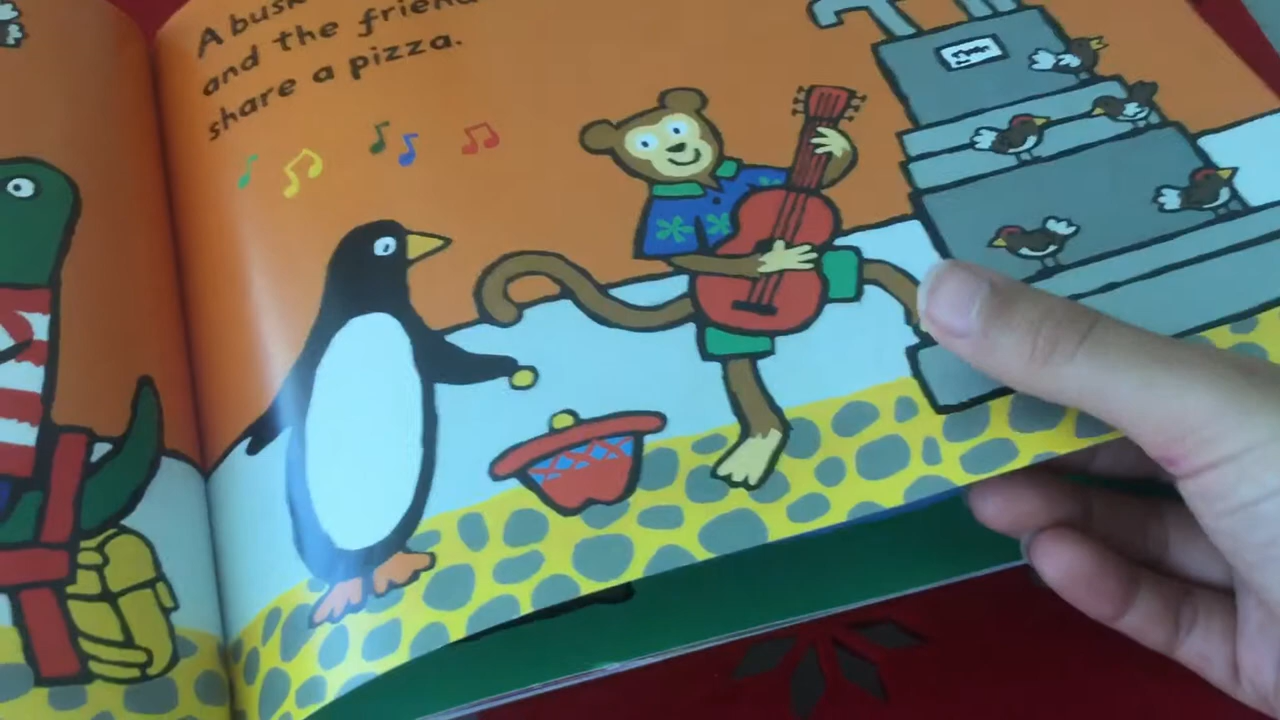 A busk
and the friend
share a pizza.